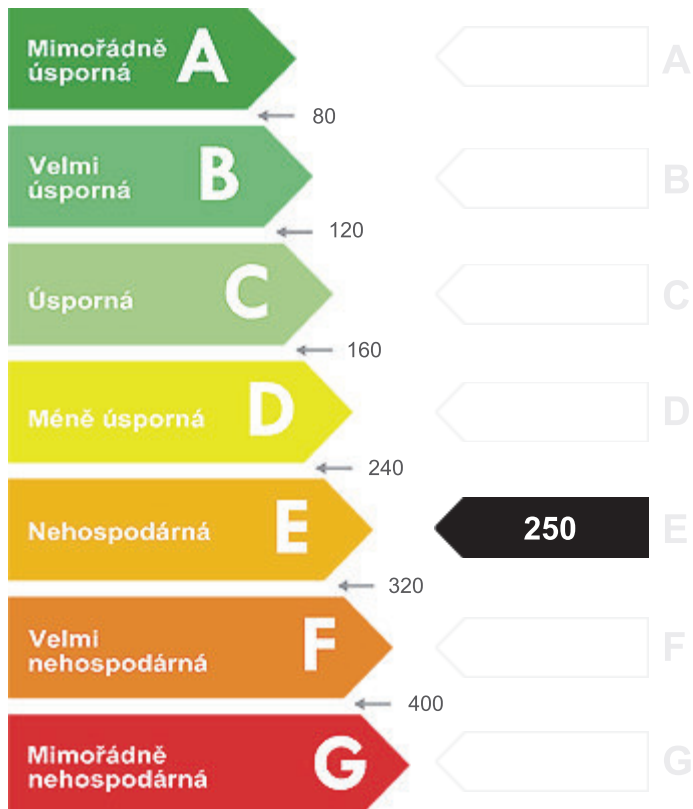 Mimořádně
úsporná
A
A
80
Velmi
úsporná
B
B
120
Úsporná
C
C
160
Méně úsporná
D
D
240
Nehospodárná
E
250
E
320
Velmi
nehospodárná
F
F
400
Mimořádně
nehospodárná
G
G